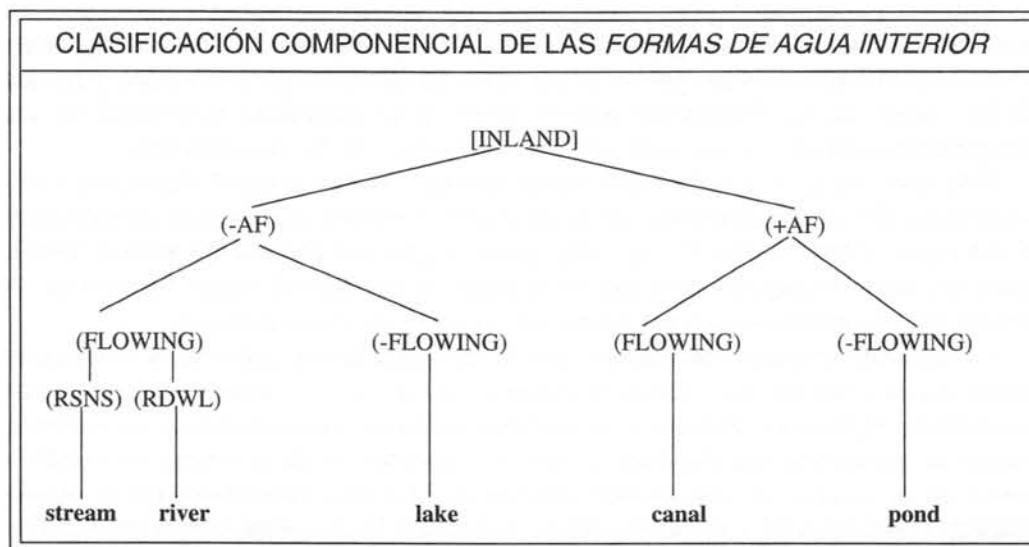 CLASIFICACIÓN COMPONENCIAL DE LAS FORMAS DE AGUA INTERIOR
[INLAND]
(-AF) (+AF)
(FLOWING) (-FLOWING) (FLOWING) (-FLOWING)
(RSNS) (RDWL)
stream river lake canal pond